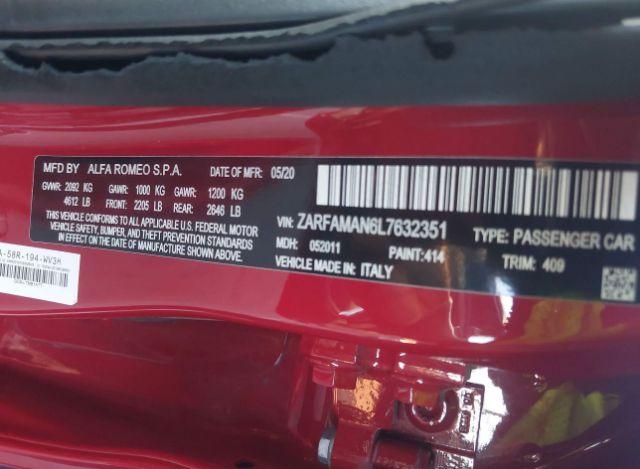 MFD BY ALFA ROMEO S.P.A. DATE OF MFR 05/20
GVWR: 2092 KG GAWR: 1000 KG GAWR: 1200 KG
4612 LB FRONT: 2205 LB REAR: 2646 LB
THIS VEHICLE CONFORMS TO ALL APPLICABLE U.S. FEDERAL MOTOR
VEHICLE SAFETY, BUMPER, AND THEFT PREVENTION STANDARDS
IN EFFECT ON THE DATE OF MANUFACTURE SHOWN ABOVE.
VIN: ZARFAMAN6L7632351 TYPE: PASSENGER CAR
MDH: 052011 PAINT: 414 TRIM: 409
VEHICLE MADE IN ITALY
A-58R-194-WV3H